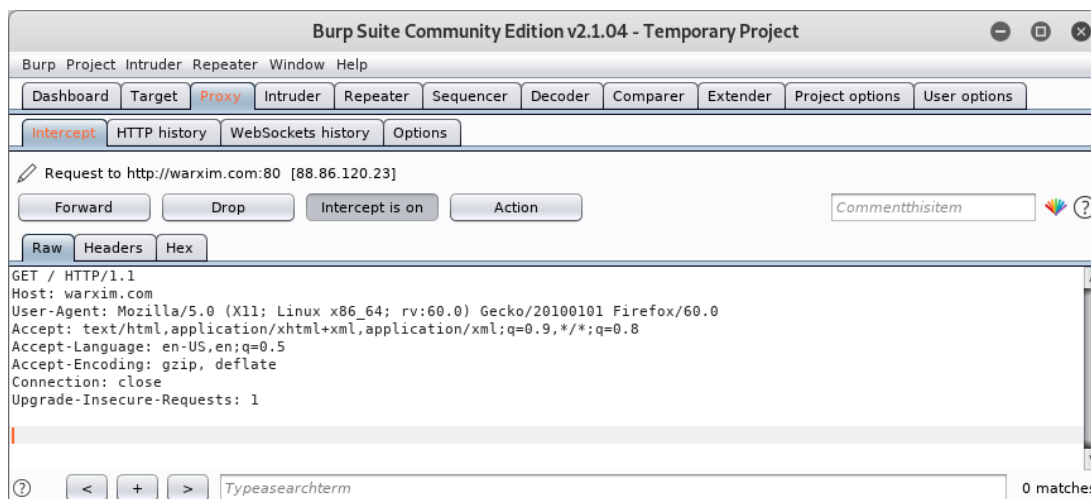 Burp Suite Community Edition v2.1.04 - Temporary Project
Burp Project Intruder Repeater Window Help
Dashboard Target Proxy Intruder Repeater Sequencer Decoder Comparer Extender Project options User options
Intercept HTTP history WebSockets history Options
Request to http://warxim.com:80 [88.86.120.23]
Forward Drop Intercept is on Action Commentthisitem ?
Raw Headers Hex
GET / HTTP/1.1
Host: warxim.com
User-Agent: Mozilla/5.0 (X11; Linux x86_64; rv:60.0) Gecko/20100101 Firefox/60.0
Accept: text/html,application/xhtml+xml,application/xml;q=0.9,*/*;q=0.8
Accept-Language: en-US,en;q=0.5
Accept-Encoding: gzip, deflate
Connection: close
Upgrade-Insecure-Requests: 1
? < + > Typeasearchterm 0 matches